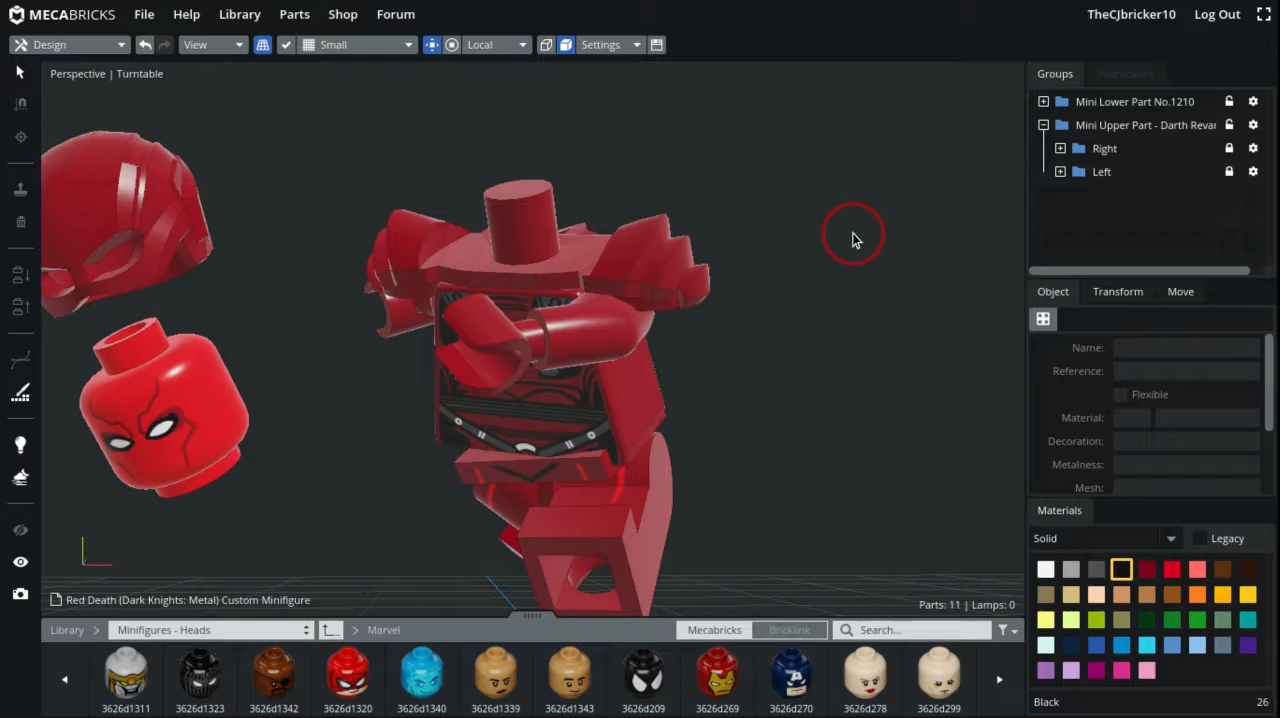 MECABRICKS File Help Library Parts Shop Forum TheCJbricker10 Log Out
Design View Small Local Settings
Perspective | Turntable
Groups Instructions
Mini Lower Part No.1210
Mini Upper Part - Darth Revar
Right
Left
Object Transform Move
Name:
Reference:
Flexible
Material:
Decoration:
Metalness:
Mesh:
Materials
Solid Legacy
Red Death (Dark Knights: Metal) Custom Minifigure
Parts: 11 | Lamps: 0
Library Minifigures - Heads Marvel Mecabricks Bricklink Search...
3626d1311 3626d1323 3626d1342 3626d1320 3626d1340 3626d1339 3626d1343 3626d209 3626d269 3626d270 3626d278 3626d299
Black 26